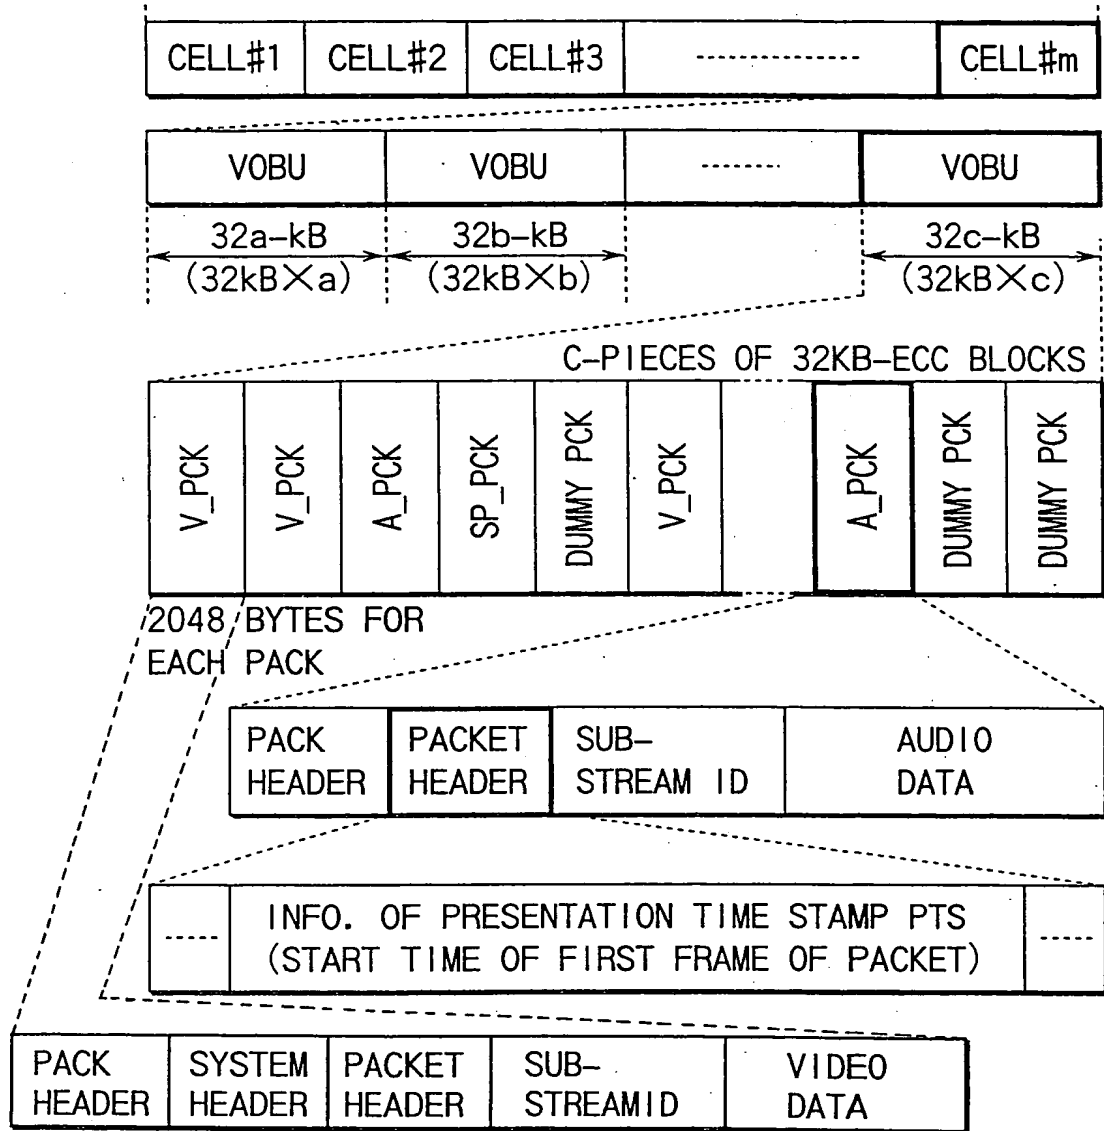 CELL#1 CELL#2 CELL#3 CELL#m
VOBU VOBU VOBU
32a-kB 32b-kB 32c-kB
(32kB×a) (32kB×b) (32kB×c)
C-PIECES OF 32KB-ECC BLOCKS
V_PCK
V_PCK
A_PCK
SP_PCK
DUMMY PCK
V_PCK
A_PCK
DUMMY PCK
DUMMY PCK
2048 BYTES FOR
EACH PACK
PACK PACKET SUB- AUDIO
HEADER HEADER STREAM ID DATA
INFO. OF PRESENTATION TIME STAMP PTS
(START TIME OF FIRST FRAME OF PACKET)
PACK SYSTEM PACKET SUB- VIDEO
HEADER HEADER HEADER STREAMID DATA